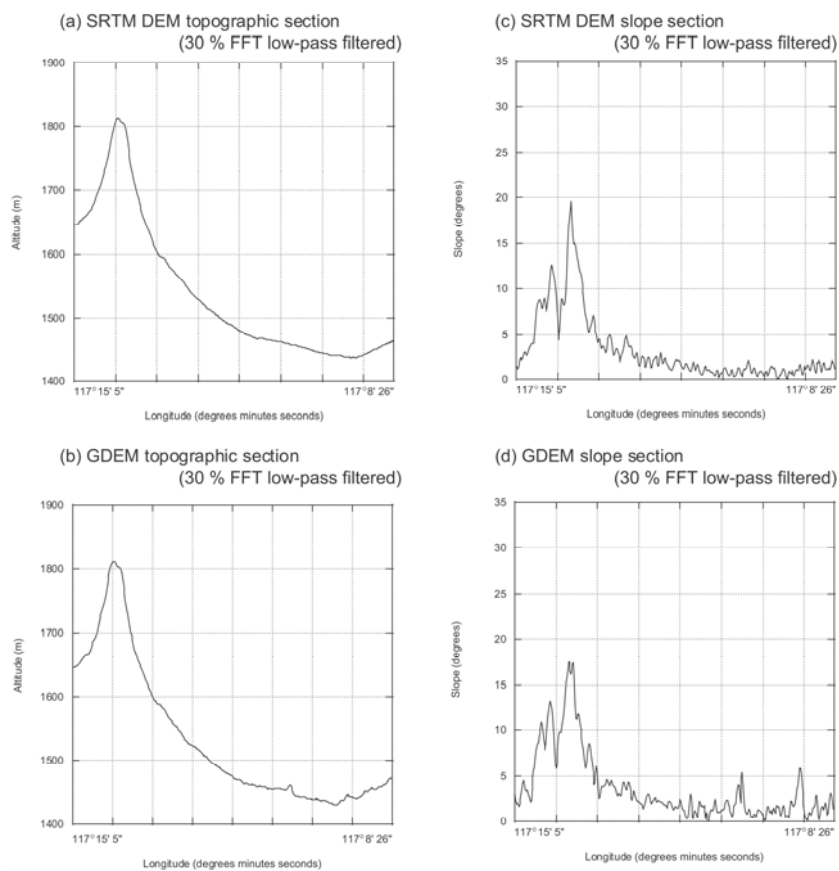 (a) SRTM DEM topographic section
(30 % FFT low-pass filtered)
1900
1800
1700
1600
1500
1400
Altitude (m)
117° 15' 5"
117° 8' 26"
Longitude (degrees minutes seconds)
(c) SRTM DEM slope section
(30 % FFT low-pass filtered)
35
30
25
20
15
10
5
0
Slope (degrees)
117° 15' 5"
117° 8' 26"
Longitude (degrees minutes seconds)
(b) GDEM topographic section
(30 % FFT low-pass filtered)
1900
1800
1700
1600
1500
1400
Altitude (m)
117° 15' 5"
117° 8' 26"
Longitude (degrees minutes seconds)
(d) GDEM slope section
(30 % FFT low-pass filtered)
35
30
25
20
15
10
5
0
Slope (degrees)
117° 15' 5"
117° 8' 26"
Longitude (degrees minutes seconds)